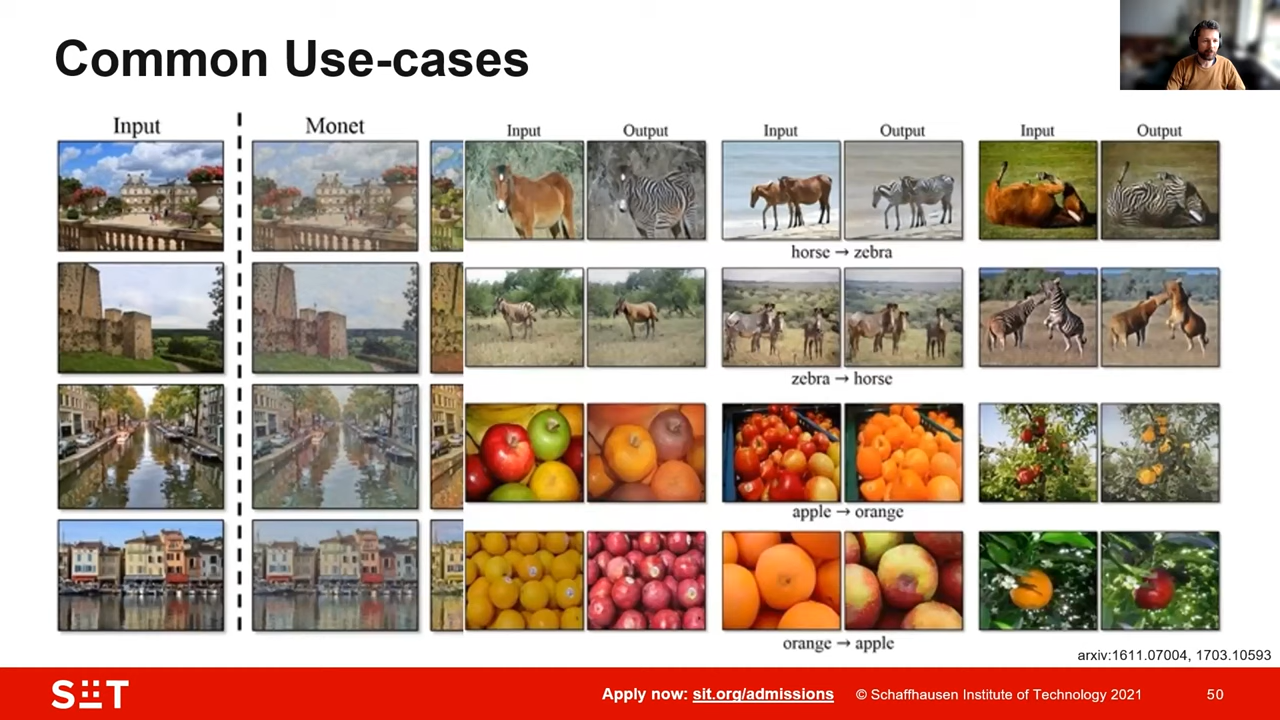 Common Use-cases
Input
Monet
Input
Output
Input
Output
Input
Output
horse → zebra
zebra → horse
apple → orange
orange → apple
arxiv:1611.07004, 1703.10593
SIT
Apply now: sit.org/admissions
© Schaffhausen Institute of Technology 2021
50